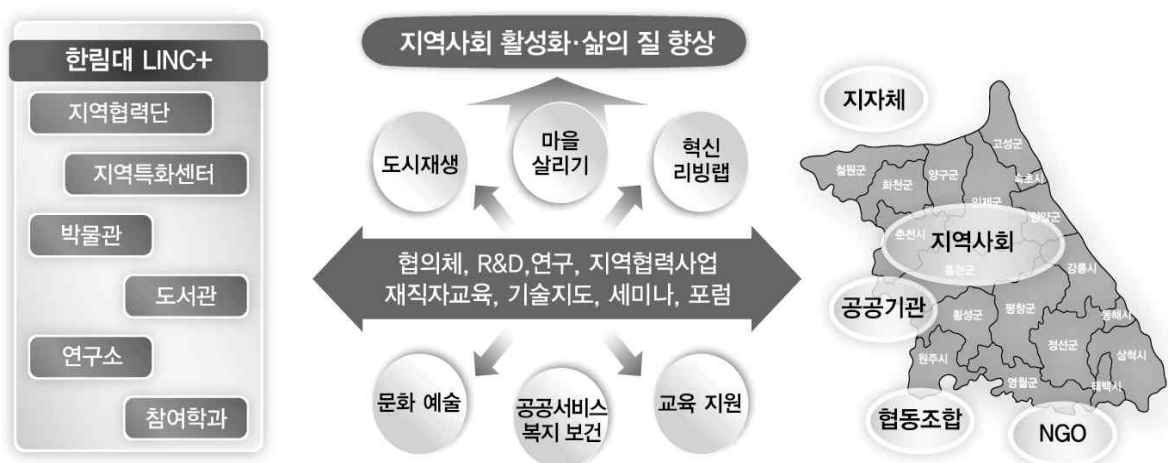 한림대 LINC+
지역협력단
지역특화센터
박물관
도서관
연구소
참여학과
지역사회 활성화·삶의 질 향상
도시재생
마을
살리기
혁신
리빙랩
협의체, R&D,연구, 지역협력사업
재직자교육, 기술지도, 세미나, 포럼
문화 예술
공공서비스
복지 보건
교육 지원
지자체
고성군
철원군
화천군
양구군
속초시
인제군
양양군
춘천시
지역사회
홍천군
강릉시
공공기관
횡성군
평창군
동해시
원주시
정선군
삼척시
영월군
태백시
협동조합
NGO